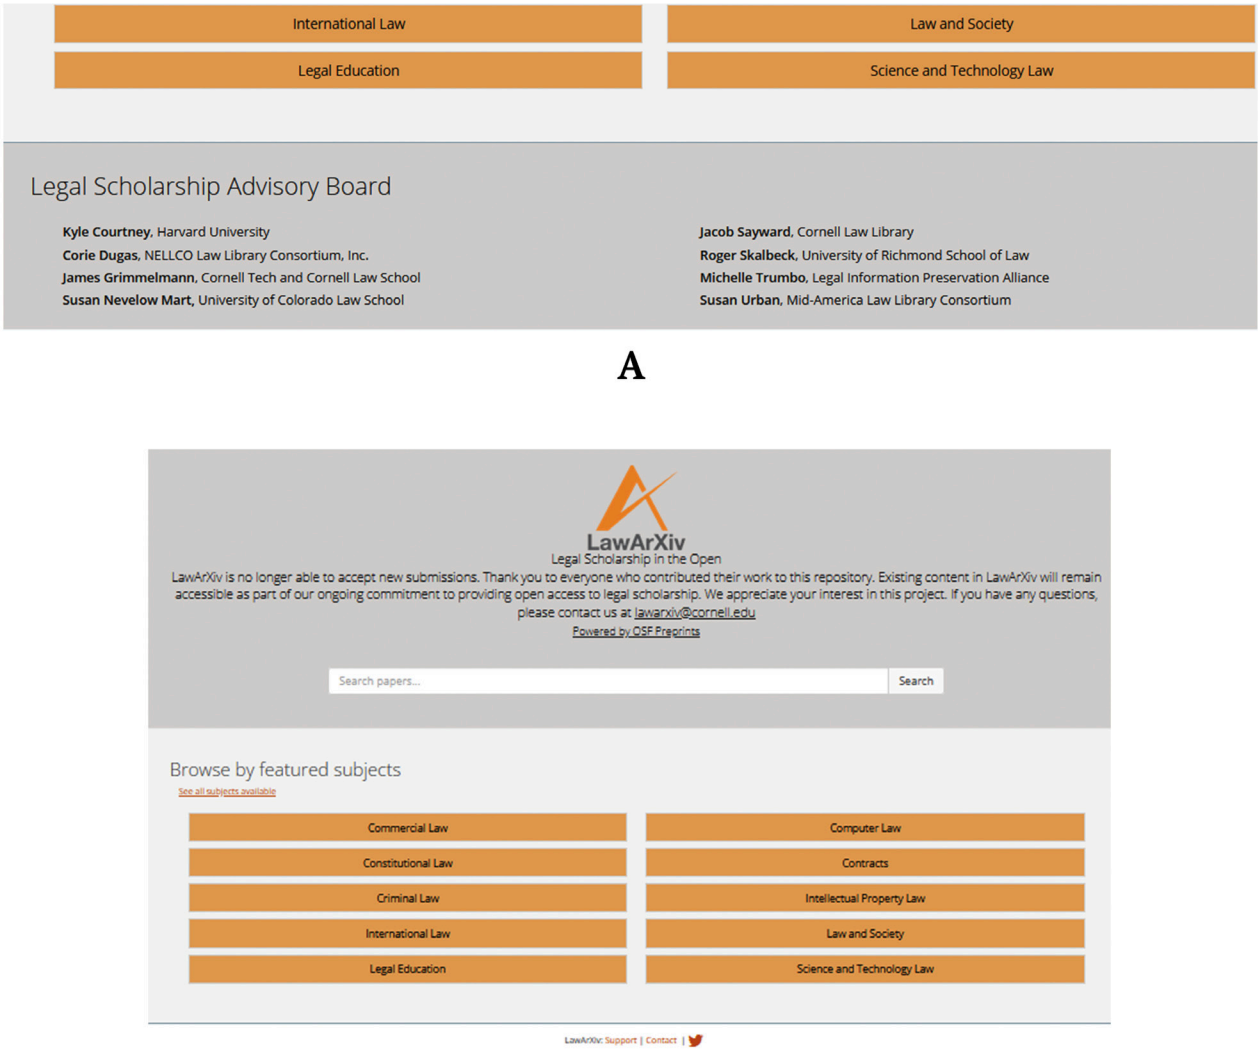 International Law
Law and Society
Legal Education
Science and Technology Law
Legal Scholarship Advisory Board
Kyle Courtney, Harvard University
Corie Dugas, NELLCO Law Library Consortium, Inc.
James Grimmelmann, Cornell Tech and Cornell Law School
Susan Nevelow Mart, University of Colorado Law School
Jacob Sayward, Cornell Law Library
Roger Skalbeck, University of Richmond School of Law
Michelle Trumbo, Legal Information Preservation Alliance
Susan Urban, Mid-America Law Library Consortium
A
LawArXiv
Legal Scholarship in the Open
LawArXiv is no longer able to accept new submissions. Thank you to everyone who contributed their work to this repository. Existing content in LawArXiv will remain
accessible as part of our ongoing commitment to providing open access to legal scholarship. We appreciate your interest in this project. If you have any questions,
please contact us at lawarxiv@cornell.edu
Powered by OSF Preprints
Search papers...
Search
Browse by featured subjects
See all subjects available
Commercial Law
Computer Law
Constitutional Law
Contracts
Criminal Law
Intellectual Property Law
International Law
Law and Society
Legal Education
Science and Technology Law
LawArXiv: Support | Contact |